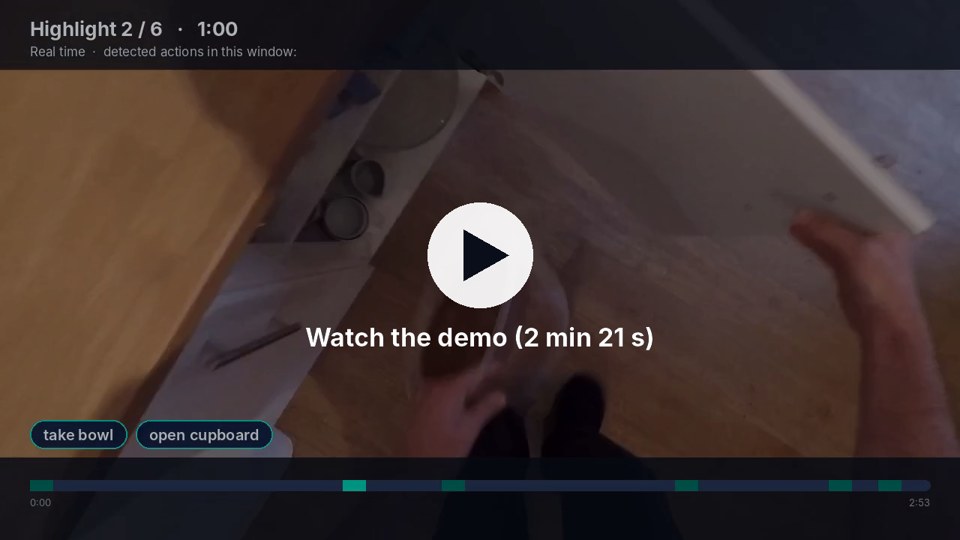 Highlight 2 / 6 · 1:00
Real time · detected actions in this window:
Watch the demo (2 min 21 s)
take bowl open cupboard
0:00 2:53